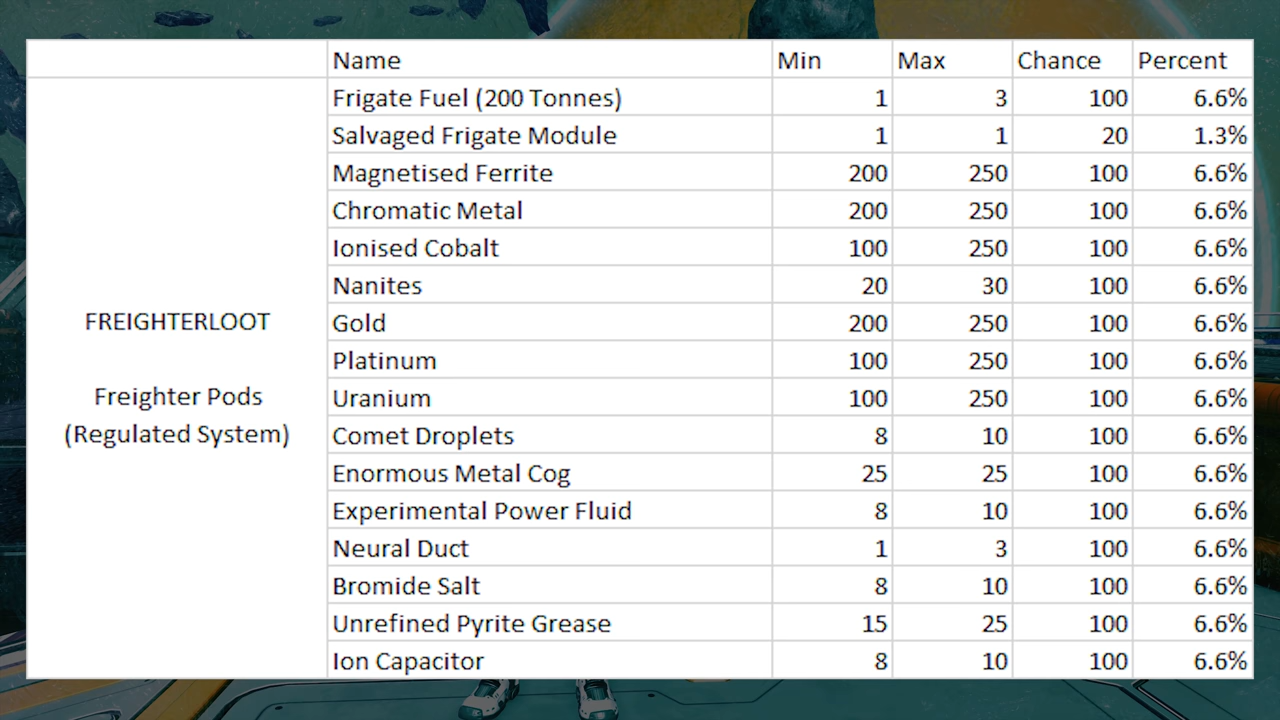 Name Min Max Chance Percent
Frigate Fuel (200 Tonnes) 1 3 100 6.6%
Salvaged Frigate Module 1 1 20 1.3%
Magnetised Ferrite 200 250 100 6.6%
Chromatic Metal 200 250 100 6.6%
Ionised Cobalt 100 250 100 6.6%
Nanites 20 30 100 6.6%
FREIGHTERLOOT
Gold 200 250 100 6.6%
Platinum 100 250 100 6.6%
Freighter Pods
Uranium 100 250 100 6.6%
(Regulated System)
Comet Droplets 8 10 100 6.6%
Enormous Metal Cog 25 25 100 6.6%
Experimental Power Fluid 8 10 100 6.6%
Neural Duct 1 3 100 6.6%
Bromide Salt 8 10 100 6.6%
Unrefined Pyrite Grease 15 25 100 6.6%
Ion Capacitor 8 10 100 6.6%